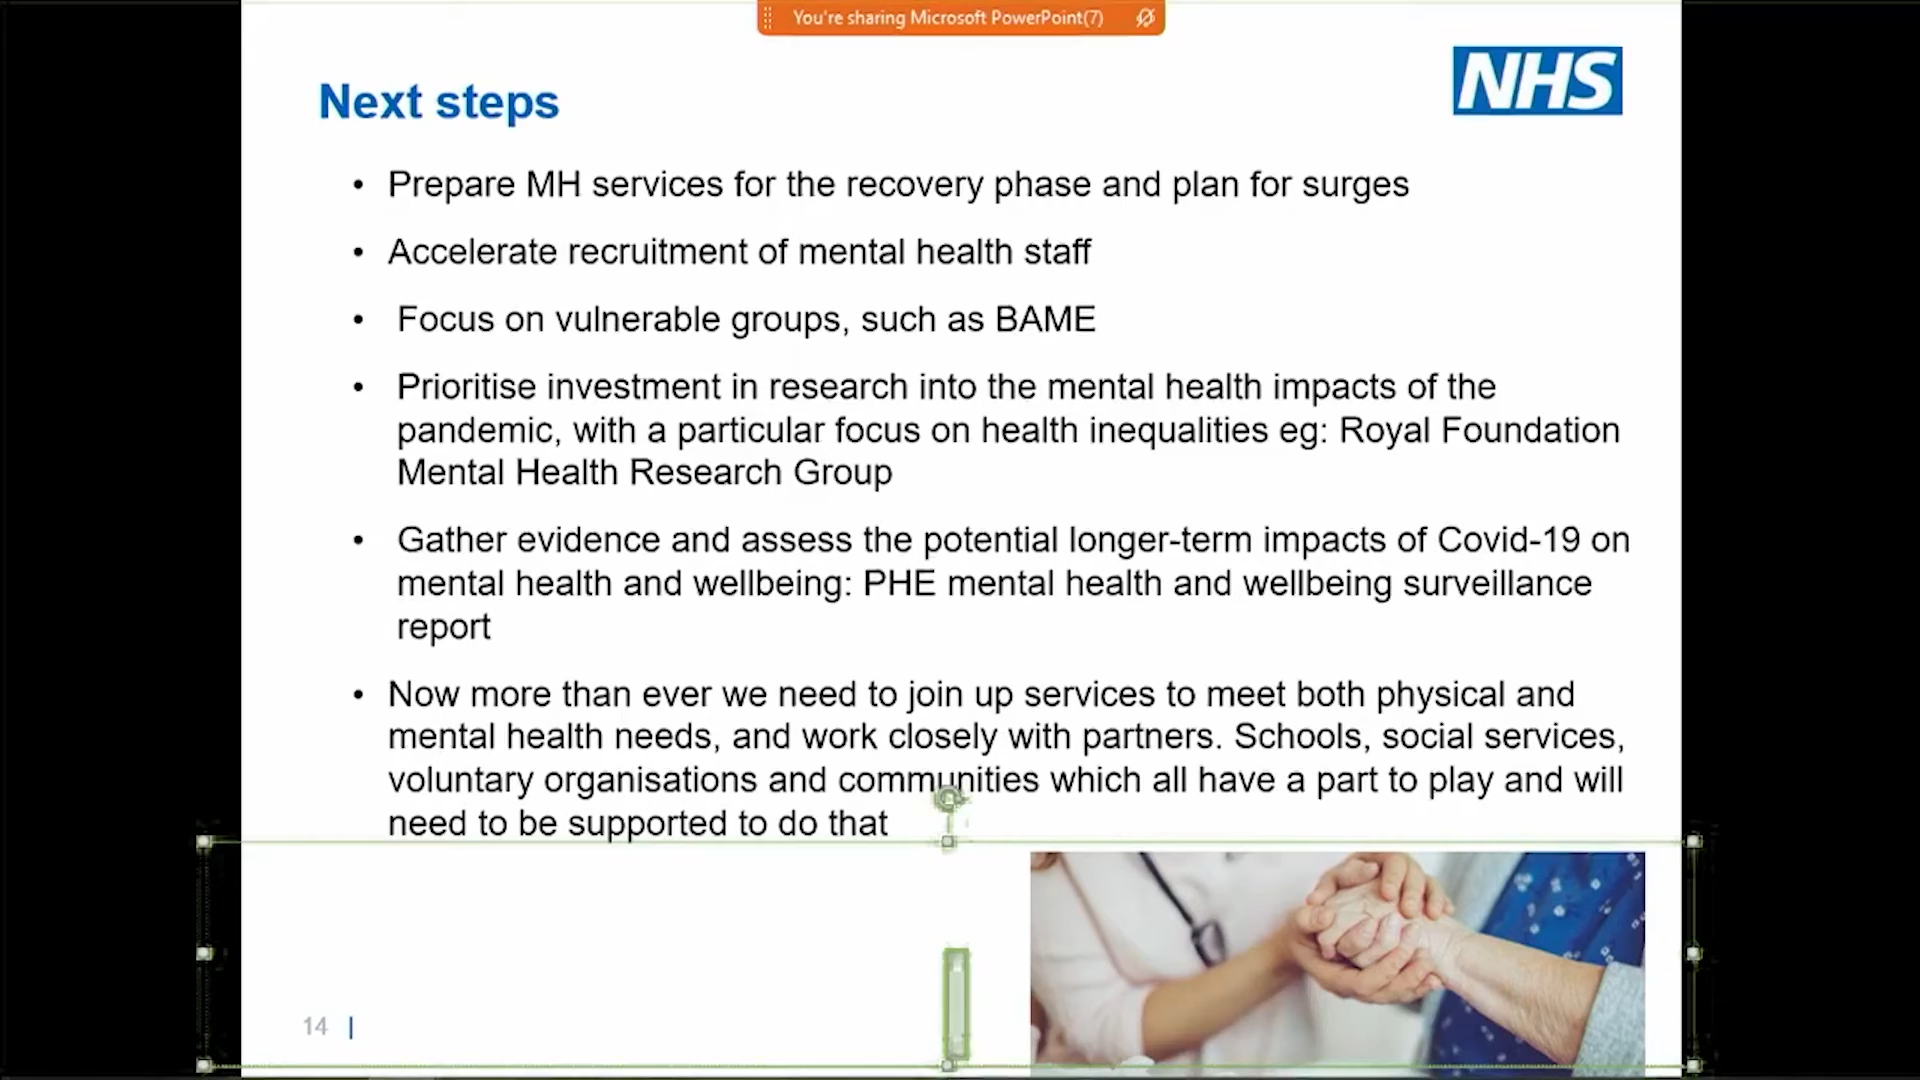 You're sharing Microsoft PowerPoint(7)
NHS
Next steps
• Prepare MH services for the recovery phase and plan for surges
• Accelerate recruitment of mental health staff
• Focus on vulnerable groups, such as BAME
• Prioritise investment in research into the mental health impacts of the
pandemic, with a particular focus on health inequalities eg: Royal Foundation
Mental Health Research Group
• Gather evidence and assess the potential longer-term impacts of Covid-19 on
mental health and wellbeing: PHE mental health and wellbeing surveillance
report
• Now more than ever we need to join up services to meet both physical and
mental health needs, and work closely with partners. Schools, social services,
voluntary organisations and communities which all have a part to play and will
need to be supported to do that
14 |